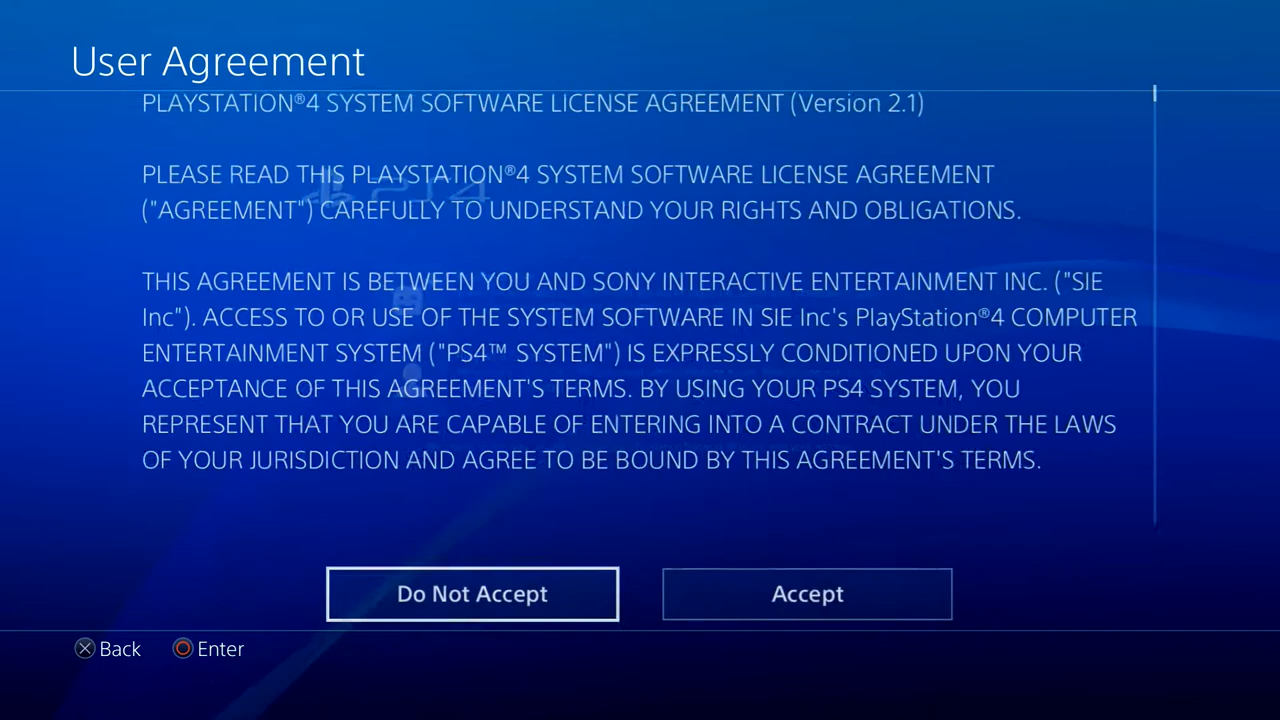 User Agreement
PLAYSTATION®4 SYSTEM SOFTWARE LICENSE AGREEMENT (Version 2.1)
PLEASE READ THIS PLAYSTATION®4 SYSTEM SOFTWARE LICENSE AGREEMENT
("AGREEMENT") CAREFULLY TO UNDERSTAND YOUR RIGHTS AND OBLIGATIONS.
PS4
THIS AGREEMENT IS BETWEEN YOU AND SONY INTERACTIVE ENTERTAINMENT INC. ("SIE
Inc"). ACCESS TO OR USE OF THE SYSTEM SOFTWARE IN SIE Inc's PlayStation®4 COMPUTER
ENTERTAINMENT SYSTEM ("PS4™ SYSTEM") IS EXPRESSLY CONDITIONED UPON YOUR
ACCEPTANCE OF THIS AGREEMENT'S TERMS. BY USING YOUR PS4 SYSTEM, YOU
REPRESENT THAT YOU ARE CAPABLE OF ENTERING INTO A CONTRACT UNDER THE LAWS
OF YOUR JURISDICTION AND AGREE TO BE BOUND BY THIS AGREEMENT'S TERMS.
Do Not Accept
Accept
Back
Enter